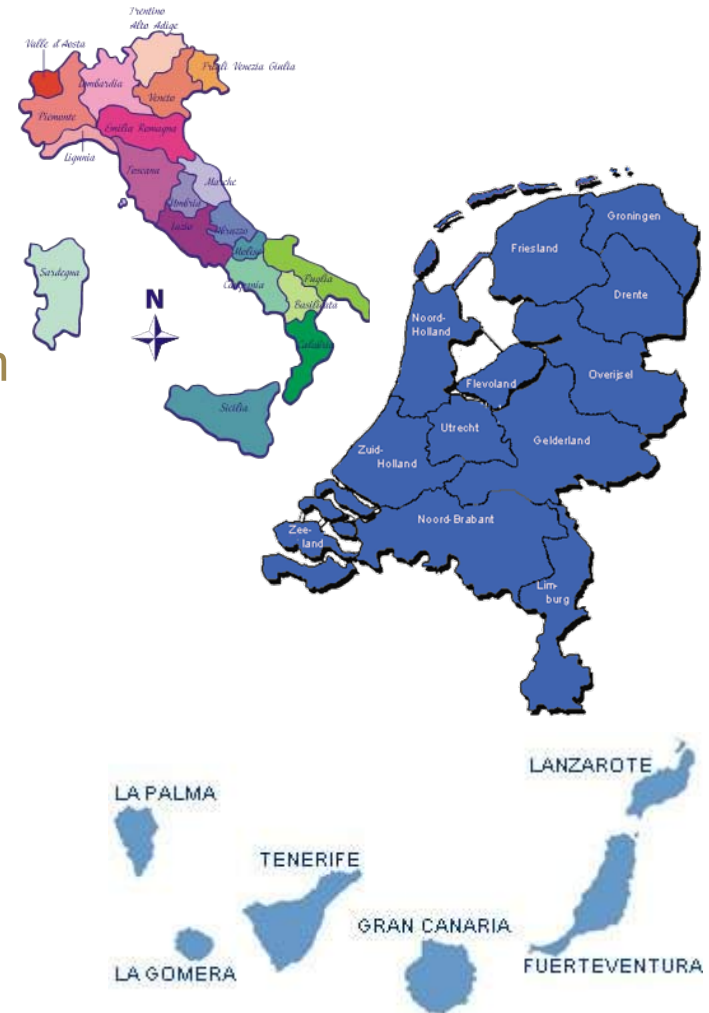 Trentino
Alto Adige
Valle d'Aosta
Friuli Venezia Giulia
Lombardia
Veneto
Piemonte
Emilia Romagna
Liguria
Toscana
Marche
Umbria
Lazio
Abruzzo
Molise
Campania
Puglia
Basilicata
Calabria
Sardegna
N
Sicilia
n
Groningen
Friesland
Drente
Noord-
Holland
Overijsel
Flevoland
Utrecht
Gelderland
Zuid-
Holland
Noord-Brabant
Zee-
land
Lim-
burg
LANZAROTE
LA PALMA
TENERIFE
GRAN CANARIA
LA GOMERA
FUERTEVENTURA